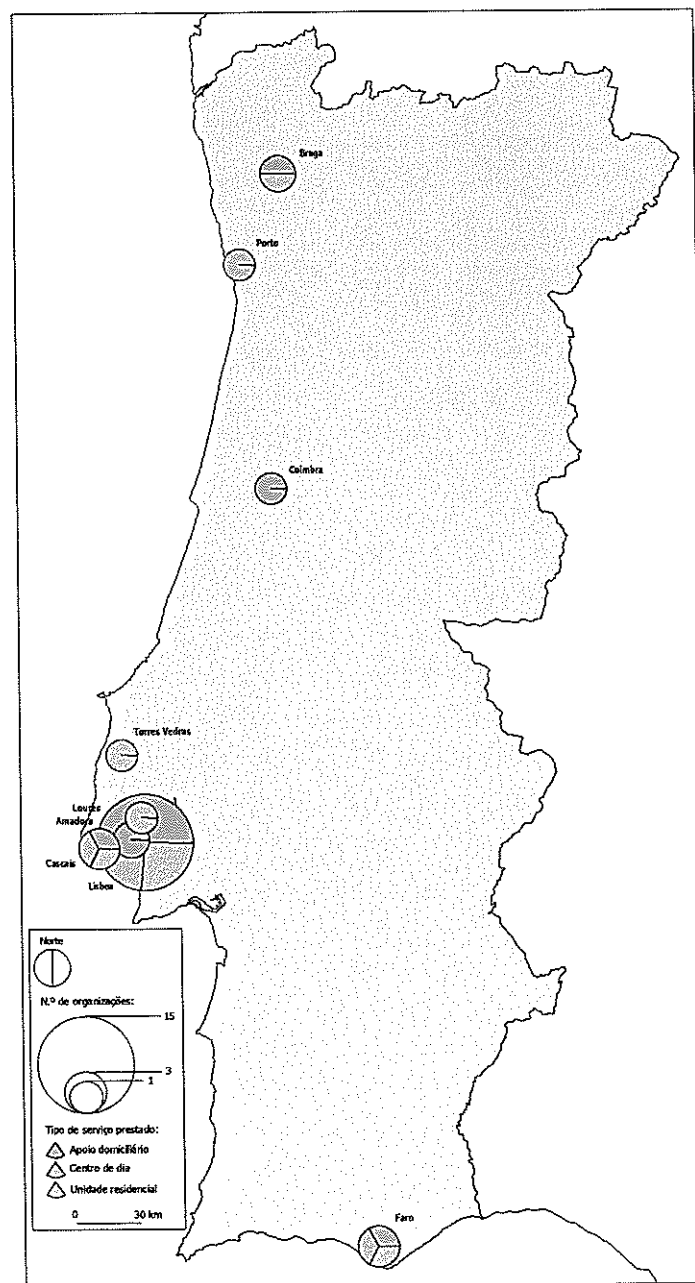 Braga
Porto
Coimbra
Torres Vedras
Loures
Amadora
Cascais
Lisboa
Norte
N.º de organizações:
15
3
1
Tipo de serviço prestado:
Apoio domiciliário
Centro de dia
Unidade residencial
0 30 km
Faro